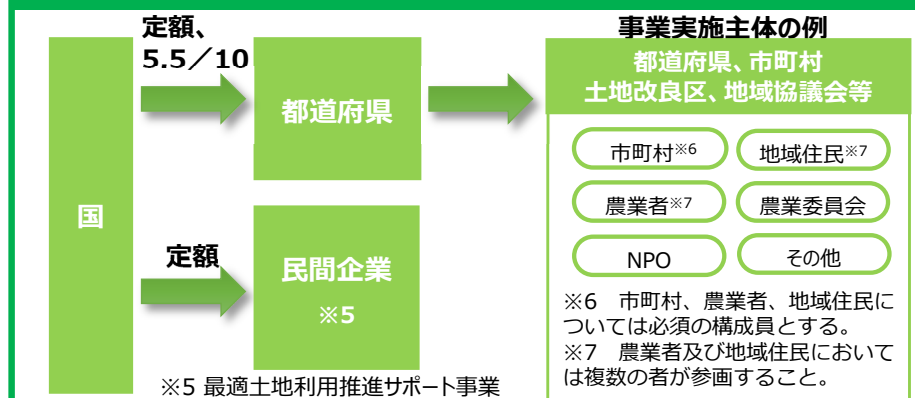 定額、
5.5／10
事業実施主体の例
国
都道府県
都道府県、市町村
土地改良区、地域協議会等
市町村※6
地域住民※7
農業者※7
農業委員会
NPO
その他
定額
民間企業
※5
※6　市町村、農業者、地域住民に
ついては必須の構成員とする。
※7　農業者及び地域住民において
は複数の者が参画すること。
※5 最適土地利用推進サポート事業